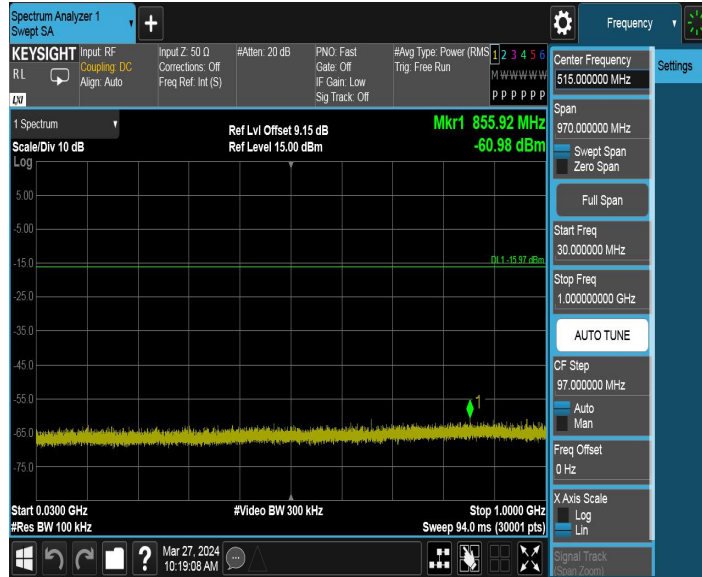 Spectrum Analyzer 1
Swept SA
Frequency
KEYSIGHT
RL
LXI
Input: RF
Coupling: DC
Align: Auto
Input Z: 50 Ω
Corrections: Off
Freq Ref: Int (S)
#Atten: 20 dB
PNO: Fast
Gate: Off
IF Gain: Low
Sig Track: Off
#Avg Type: Power (RMS
Trig: Free Run
1 2 3 4 5 6
M W W W W W
P P P P P P
Center Frequency
515.000000 MHz
Settings
Span
970.000000 MHz
Swept Span
Zero Span
Full Span
Start Freq
30.000000 MHz
Stop Freq
1.000000000 GHz
AUTO TUNE
CF Step
97.000000 MHz
Auto
Man
Freq Offset
0 Hz
X Axis Scale
Log
Lin
Signal Track
(Span Zoom)
1 Spectrum
Scale/Div 10 dB
Ref Lvl Offset 9.15 dB
Ref Level 15.00 dBm
Mkr1 855.92 MHz
-60.98 dBm
Log
5.00
-5.00
-15.0
DL1 -15.97 dBm
-25.0
-35.0
-45.0
-55.0
1
-65.0
-75.0
Start 0.0300 GHz
#Video BW 300 kHz
Stop 1.0000 GHz
#Res BW 100 kHz
Sweep 94.0 ms (30001 pts)
?
Mar 27, 2024
10:19:08 AM